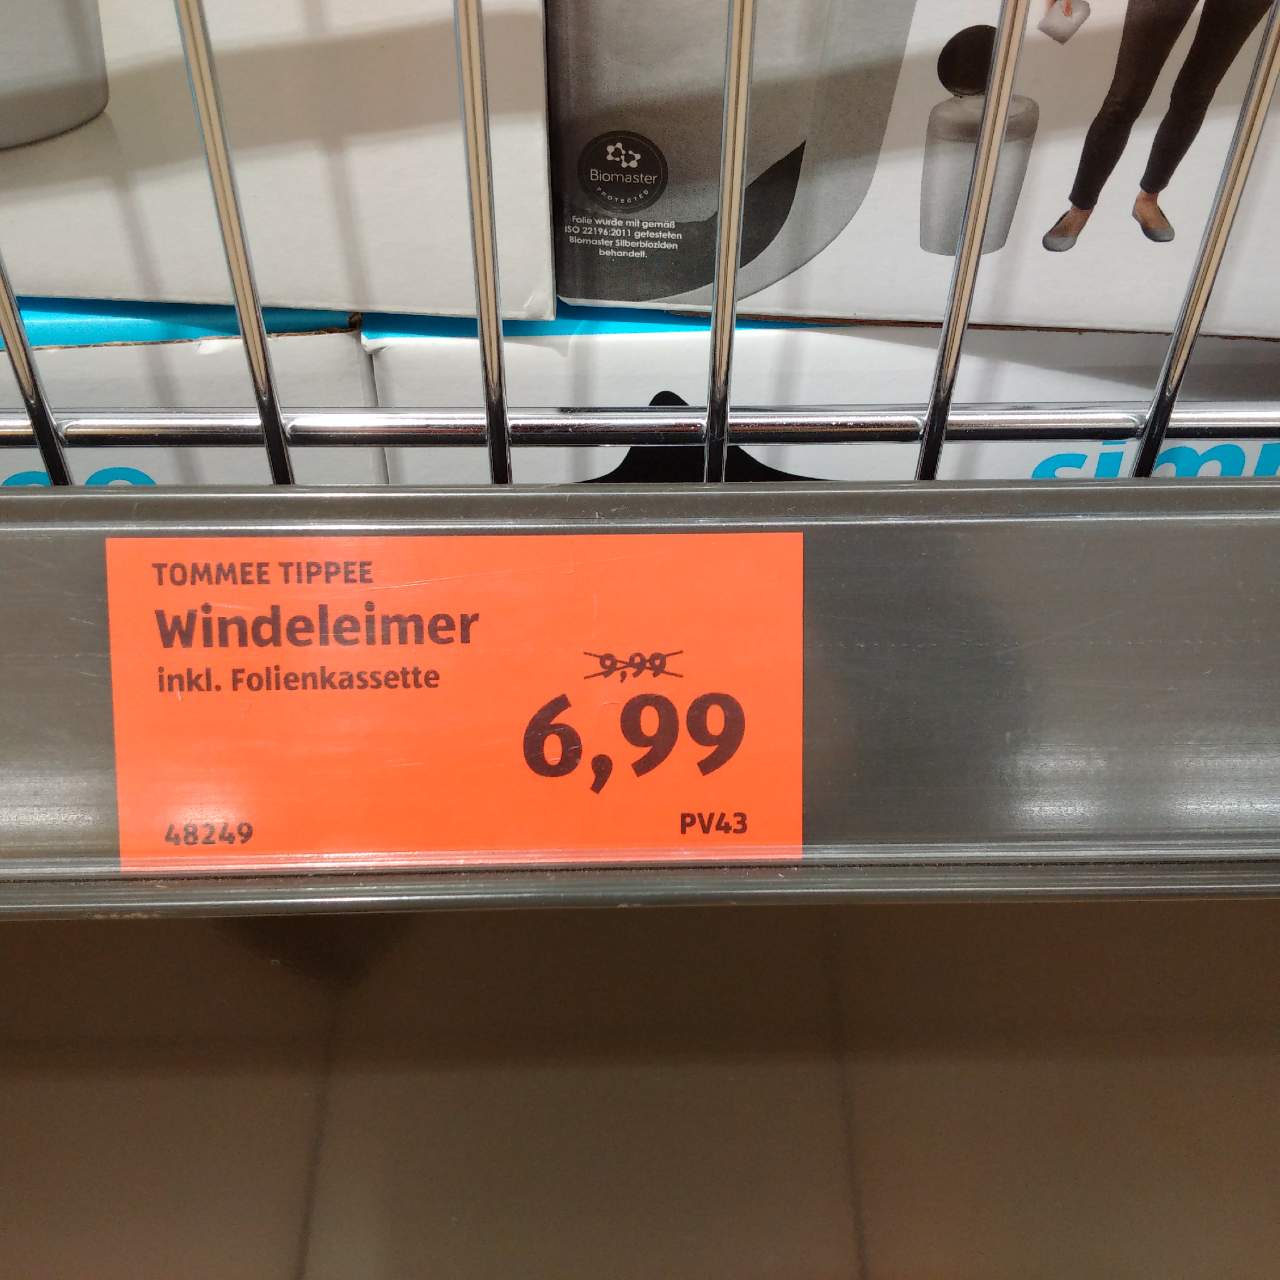 Biomaster
PROTECTED
Folie wurde mit gemäß
ISO 22196:2011 getesteten
Biomaster Silberbioziden
behandelt.
TOMMEE TIPPEE
Windeleimer
inkl. Folienkassette
9,99
6,99
48249
PV43